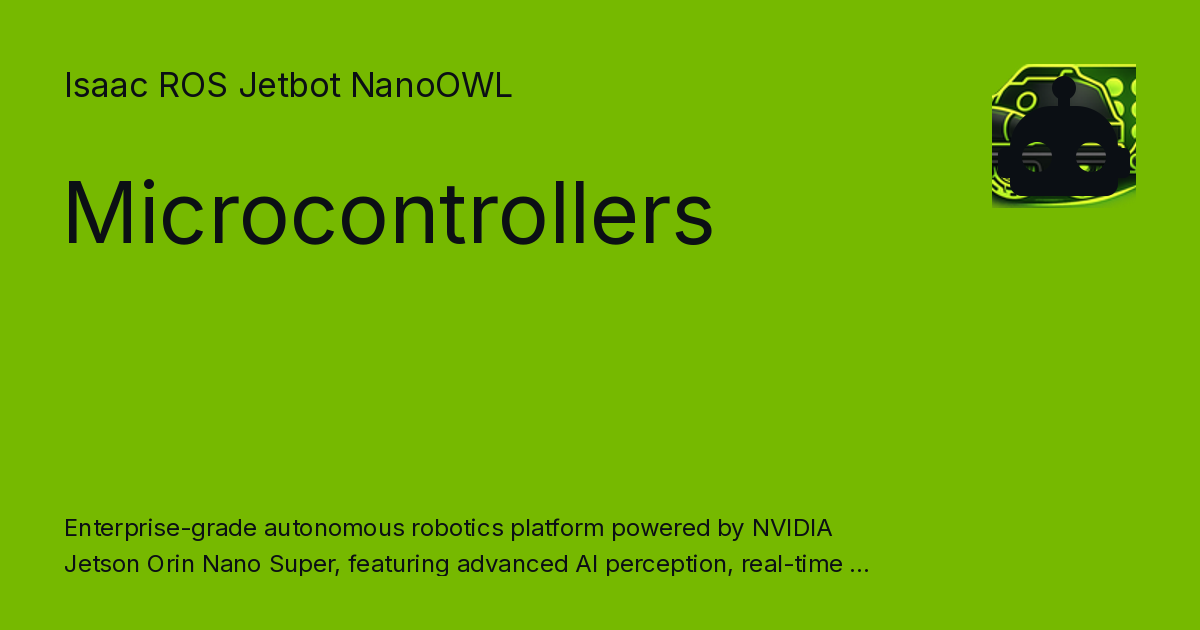 Isaac ROS Jetbot NanoOWL
Microcontrollers
Enterprise-grade autonomous robotics platform powered by NVIDIA
Jetson Orin Nano Super, featuring advanced AI perception, real-time ...